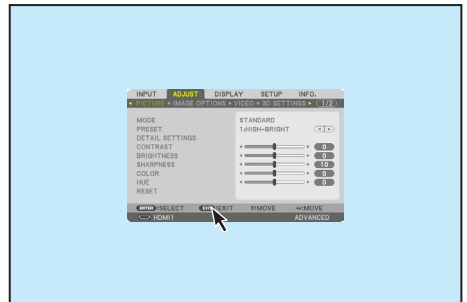 INPUT ADJUST DISPLAY SETUP INFO.
PICTURE • IMAGE OPTIONS • VIDEO • 3D SETTINGS • 1/2
MODE STANDARD
PRESET 1:HIGH-BRIGHT
DETAIL SETTINGS
CONTRAST 0
BRIGHTNESS 0
SHARPNESS 10
COLOR 0
HUE 0
RESET
ENTER:SELECT EXIT:EXIT ↕:MOVE ↔:MOVE
HDMI1 ADVANCED